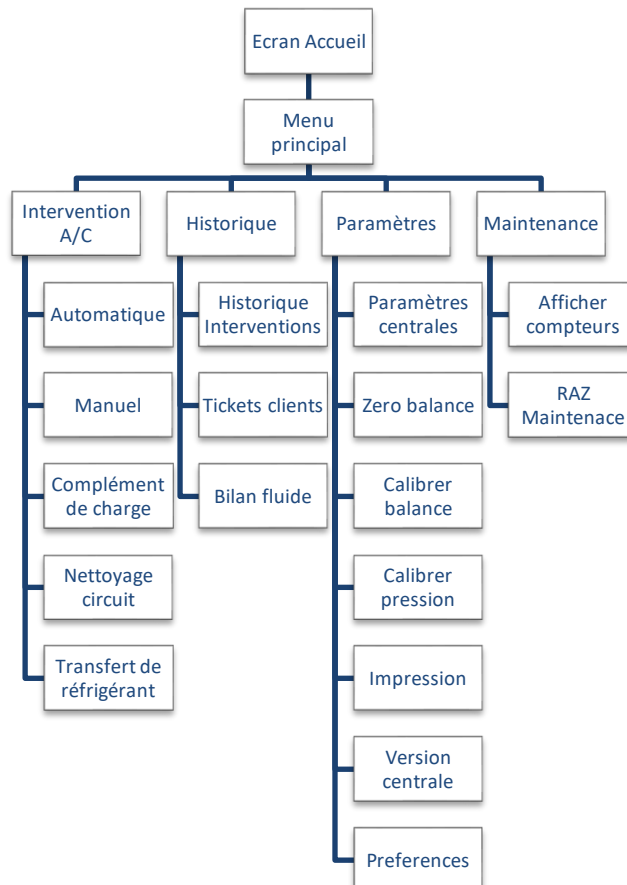 Ecran Accueil
Menu
principal
Intervention
A/C
Historique
Paramètres
Maintenance
Automatique
Manuel
Complément
de charge
Nettoyage
circuit
Transfert de
réfrigérant
Historique
Interventions
Tickets clients
Bilan fluide
Paramètres
centrales
Zero balance
Calibrer
balance
Calibrer
pression
Impression
Version
centrale
Preferences
Afficher
compteurs
RAZ
Maintenace